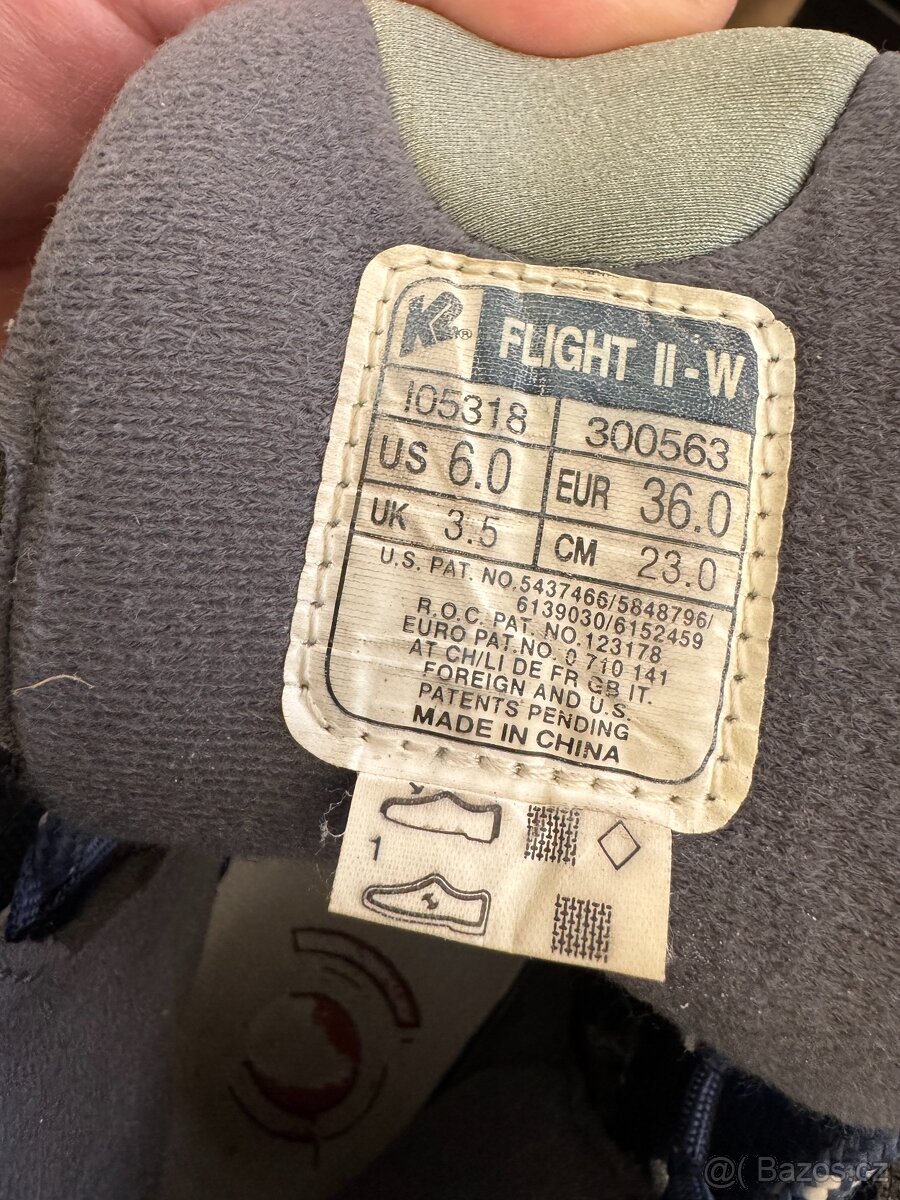 K2® FLIGHT II-W
I05318 300563
US 6.0 EUR 36.0
UK 3.5 CM 23.0
U.S. PAT. NO.5437466/5848796/
6139030/6152459
R.O.C. PAT. NO.123178
EURO PAT.NO. 0 710 141
AT CH/LI DE FR GB IT.
FOREIGN AND U.S.
PATENTS PENDING
MADE IN CHINA
1
@( Bazos.cz